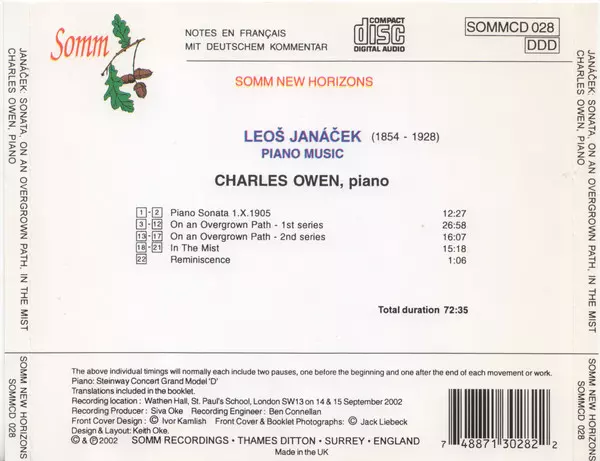 Somm
NOTES EN FRANÇAIS
MIT DEUTSCHEM KOMMENTAR
COMPACT
disc
DIGITAL AUDIO
SOMMCD 028
DDD
SOMM NEW HORIZONS
LEOŠ JANÁČEK (1854 - 1928)
PIANO MUSIC
CHARLES OWEN, piano
1 - 2 Piano Sonata 1.X.1905 12:27
3 - 12 On an Overgrown Path - 1st series 26:58
13 - 17 On an Overgrown Path - 2nd series 16:07
18 - 21 In The Mist 15:18
22 Reminiscence 1:06
Total duration 72:35
The above individual timings will normally each include two pauses, one before the beginning and one after the end of each movement or work.
Piano: Steinway Concert Grand Model 'D'
Translations included in the booklet.
Recording location : Wathen Hall, St. Paul's School, London SW13 on 14 & 15 September 2002
Recording Producer : Siva Oke Recording Engineer : Ben Connellan
Front Cover Design : © Ivor Kamlish Front Cover & Booklet Photographs : © Jack Liebeck
Design & Layout: Keith Oke.
© & ℗ 2002 SOMM RECORDINGS • THAMES DITTON • SURREY • ENGLAND
Made in the UK
7 48871 30282 2
JANÁČEK: SONATA, ON AN OVERGROWN PATH, IN THE MIST
CHARLES OWEN, PIANO
SOMM NEW HORIZONS
SOMMCD 028
JANÁČEK: SONATA, ON AN OVERGROWN PATH, IN THE MIST
CHARLES OWEN, PIANO
SOMM NEW HORIZONS
SOMMCD 028